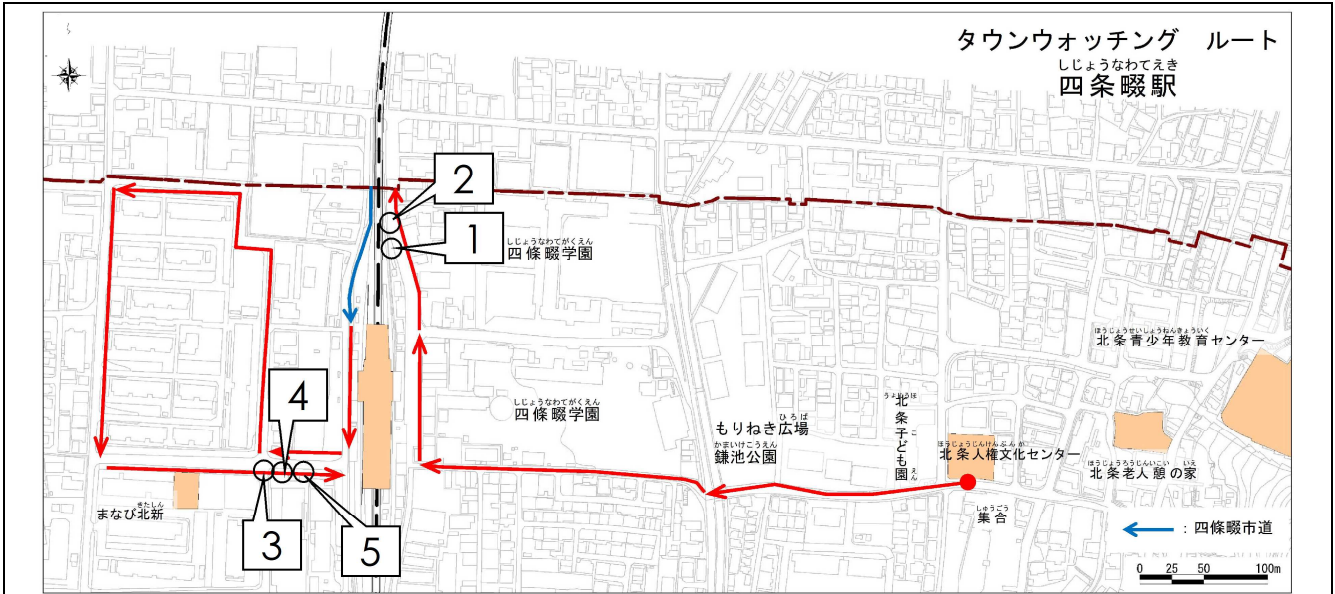 タウンウォッチング ルート
しじょうなわてえき
四条畷駅
2
1
しじょうなわてがくえん
四條畷学園
ほうじょうせいしょうねんきょういく
北条青少年教育センター
4
しじょうなわてがくえん
四條畷学園
ひろば
もりねき広場
かまいけこうえん
鎌池公園
北条子ども園
こ
えん
ほうじょうじんけんぶんか
北条人権文化センター
ほうじょうろうじんいこい いえ
北条老人憩の家
きたしん
まなび北新
しゅうごう
集合
3
5
：四條畷市道
0 25 50 100m